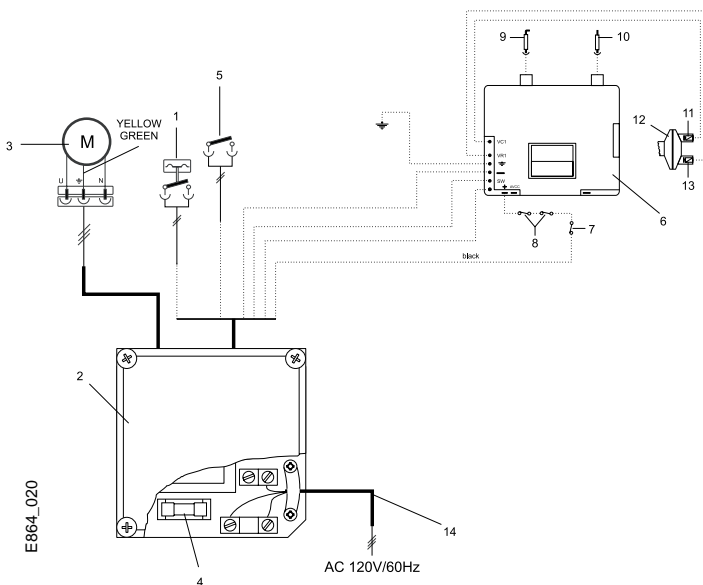 9
10
5
1
YELLOW
GREEN
3
M
U
N
11
12
VC1
VR1
SW
AVCC
13
6
8
7
black
2
E864_020
14
4
AC 120V/60Hz